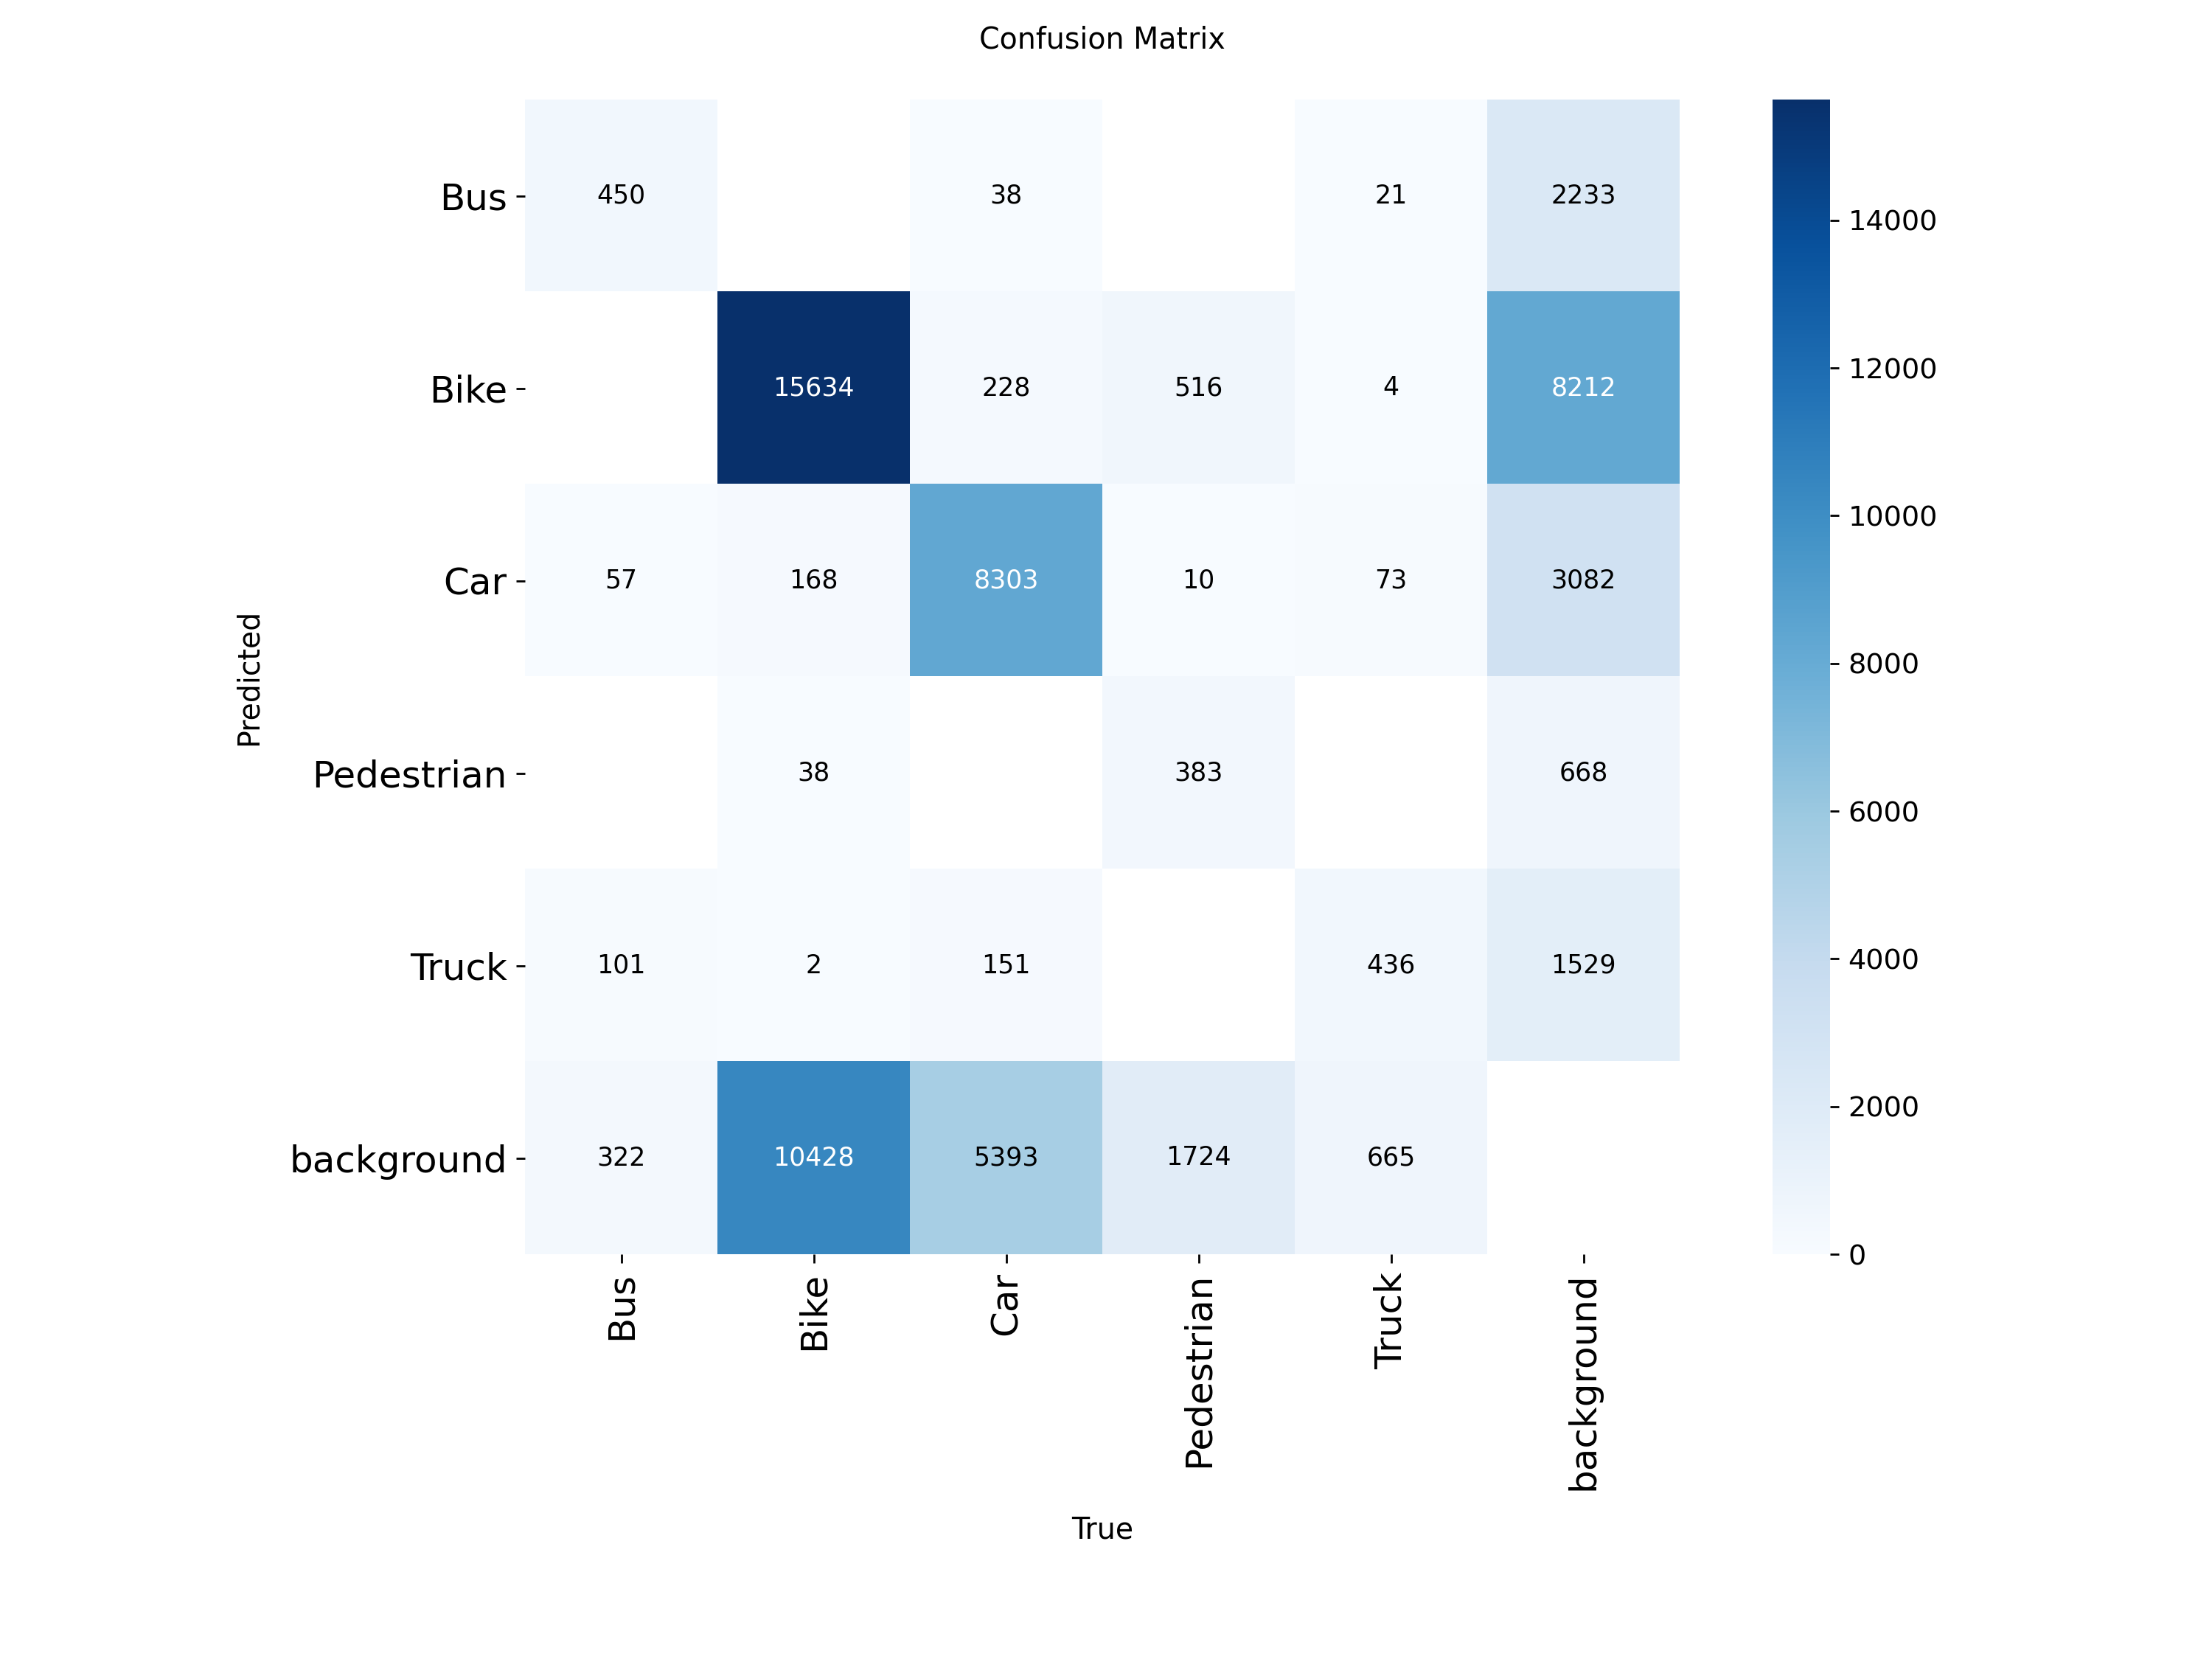 Confusion Matrix
Bus 450 38 21 2233
Bike 15634 228 516 4 8212
Car 57 168 8303 10 73 3082
Pedestrian 38 383 668
Truck 101 2 151 436 1529
background 322 10428 5393 1724 665
Predicted
Bus Bike Car Pedestrian Truck background
True
14000
12000
10000
8000
6000
4000
2000
0